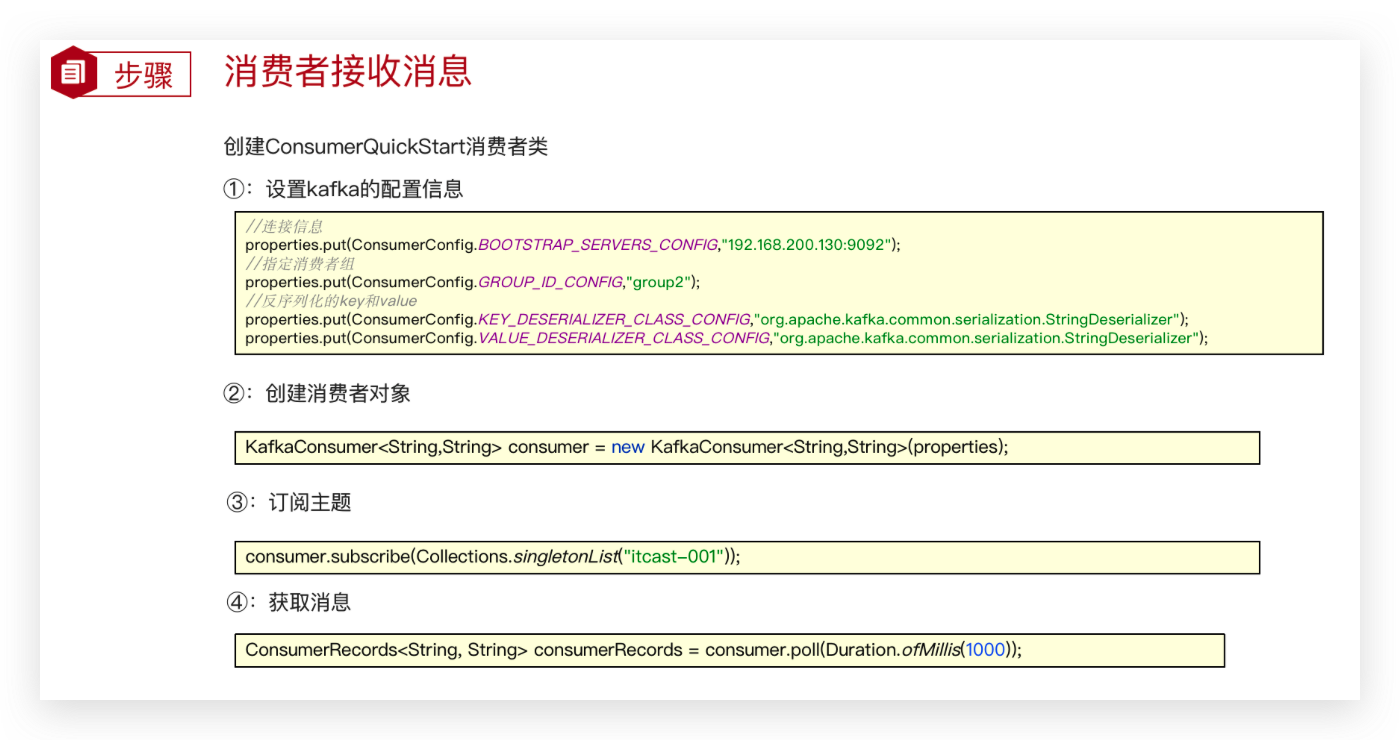 步骤
消费者接收消息
创建ConsumerQuickStart消费者类
①：设置kafka的配置信息
//连接信息
properties.put(ConsumerConfig.BOOTSTRAP_SERVERS_CONFIG,"192.168.200.130:9092");
//指定消费者组
properties.put(ConsumerConfig.GROUP_ID_CONFIG,"group2");
//反序列化的key和value
properties.put(ConsumerConfig.KEY_DESERIALIZER_CLASS_CONFIG,"org.apache.kafka.common.serialization.StringDeserializer");
properties.put(ConsumerConfig.VALUE_DESERIALIZER_CLASS_CONFIG,"org.apache.kafka.common.serialization.StringDeserializer");
②：创建消费者对象
KafkaConsumer<String,String> consumer = new KafkaConsumer<String,String>(properties);
③：订阅主题
consumer.subscribe(Collections.singletonList("itcast-001"));
④：获取消息
ConsumerRecords<String, String> consumerRecords = consumer.poll(Duration.ofMillis(1000));